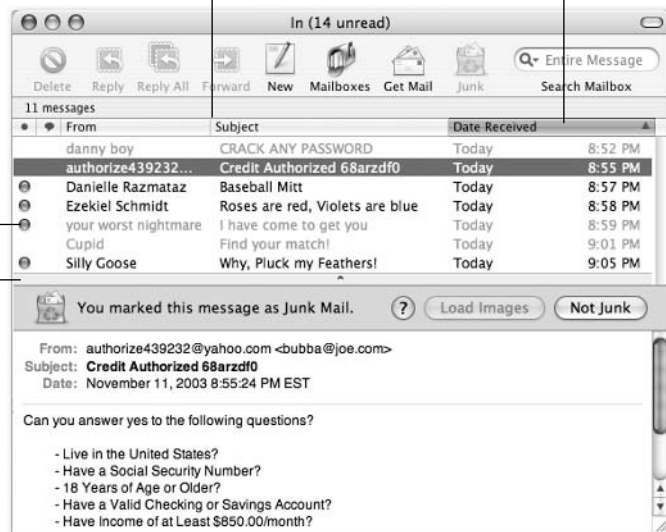 In (14 unread)
Delete Reply Reply All Forward New Mailboxes Get Mail Junk Entire Message
Search Mailbox
11 messages
From Subject Date Received
danny boy CRACK ANY PASSWORD Today 8:52 PM
authorize439232... Credit Authorized 68arzdf0 Today 8:55 PM
Danielle Razmataz Baseball Mitt Today 8:57 PM
Ezekiel Schmidt Roses are red, Violets are blue Today 8:58 PM
your worst nightmare I have come to get you Today 8:59 PM
Cupid Find your match! Today 9:01 PM
Silly Goose Why, Pluck my Feathers! Today 9:05 PM
You marked this message as Junk Mail. ? Load Images Not Junk
From: authorize439232@yahoo.com <bubba@joe.com>
Subject: Credit Authorized 68arzdf0
Date: November 11, 2003 8:55:24 PM EST
Can you answer yes to the following questions?
- Live in the United States?
- Have a Social Security Number?
- 18 Years of Age or Older?
- Have a Valid Checking or Savings Account?
- Have Income of at Least $850.00/month?